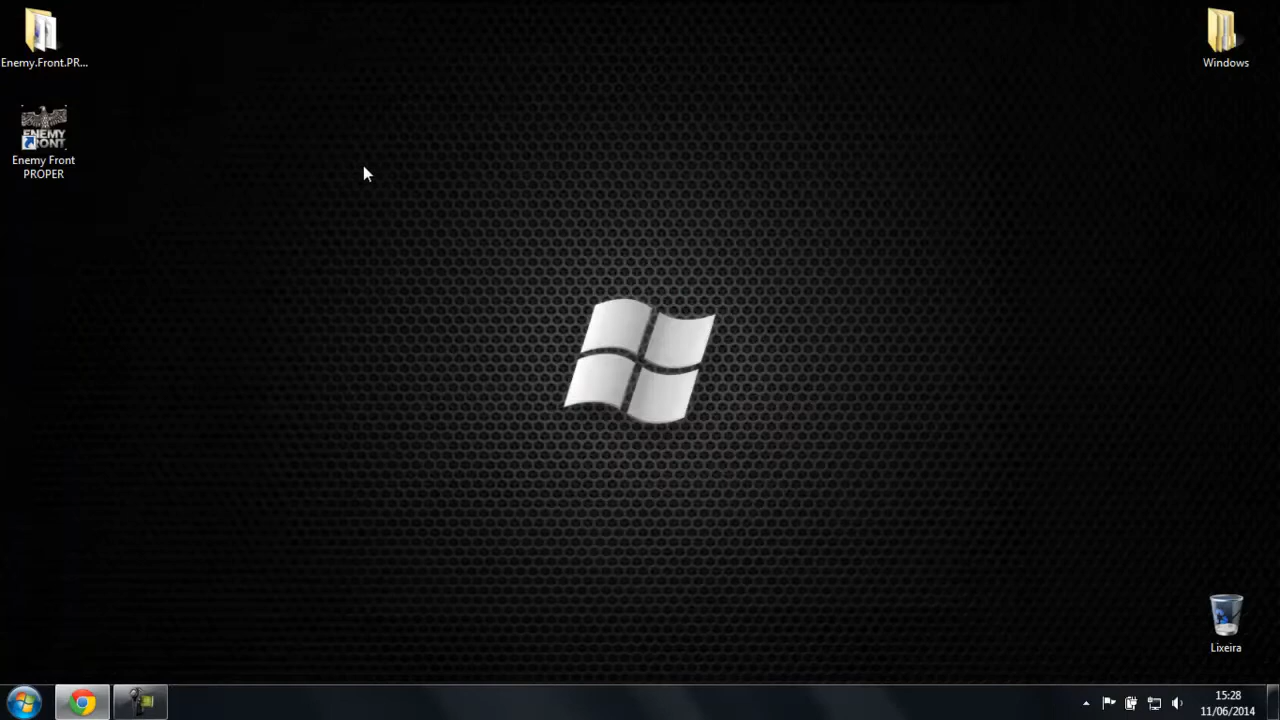 Enemy.Front.PR...
Windows
ENEMY
FRONT
Enemy Front
PROPER
Lixeira
15:28
11/06/2014